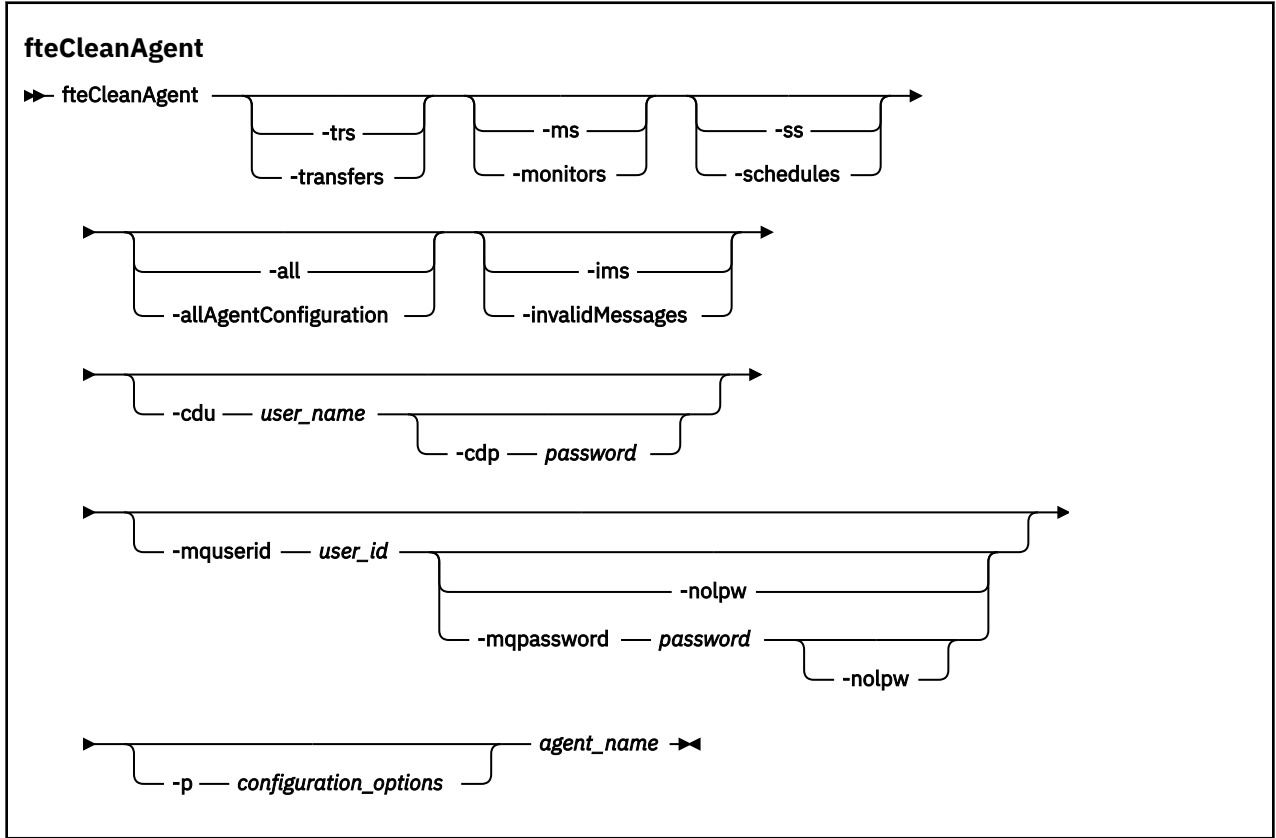 fteCleanAgent
fteCleanAgent
-trs -ms -ss
-transfers -monitors -schedules
-all -ims
-allAgentConfiguration -invalidMessages
-cdu user_name
-cdp password
-mquserid user_id
-nolpw
-mqpassword password
-nolpw
agent_name
-p configuration_options